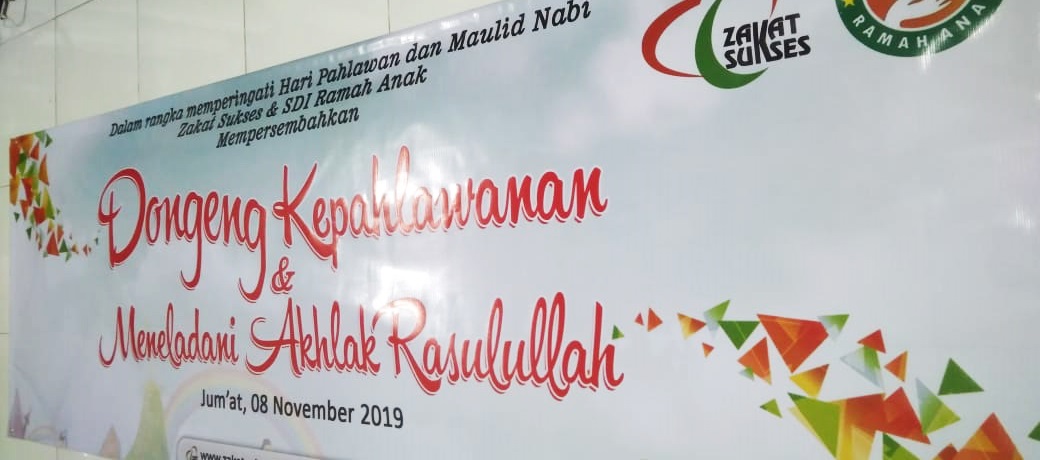 Dalam rangka memperingati Hari Pahlawan dan Maulid Nabi
Zakat Sukses & SDI Ramah Anak
Mempersembahkan
ZAKAT
SUKSES
RAMAH ANA
Dongeng Kepahlawanan
&
Meneladani Akhlak Rasulullah
Jum'at, 08 November 2019